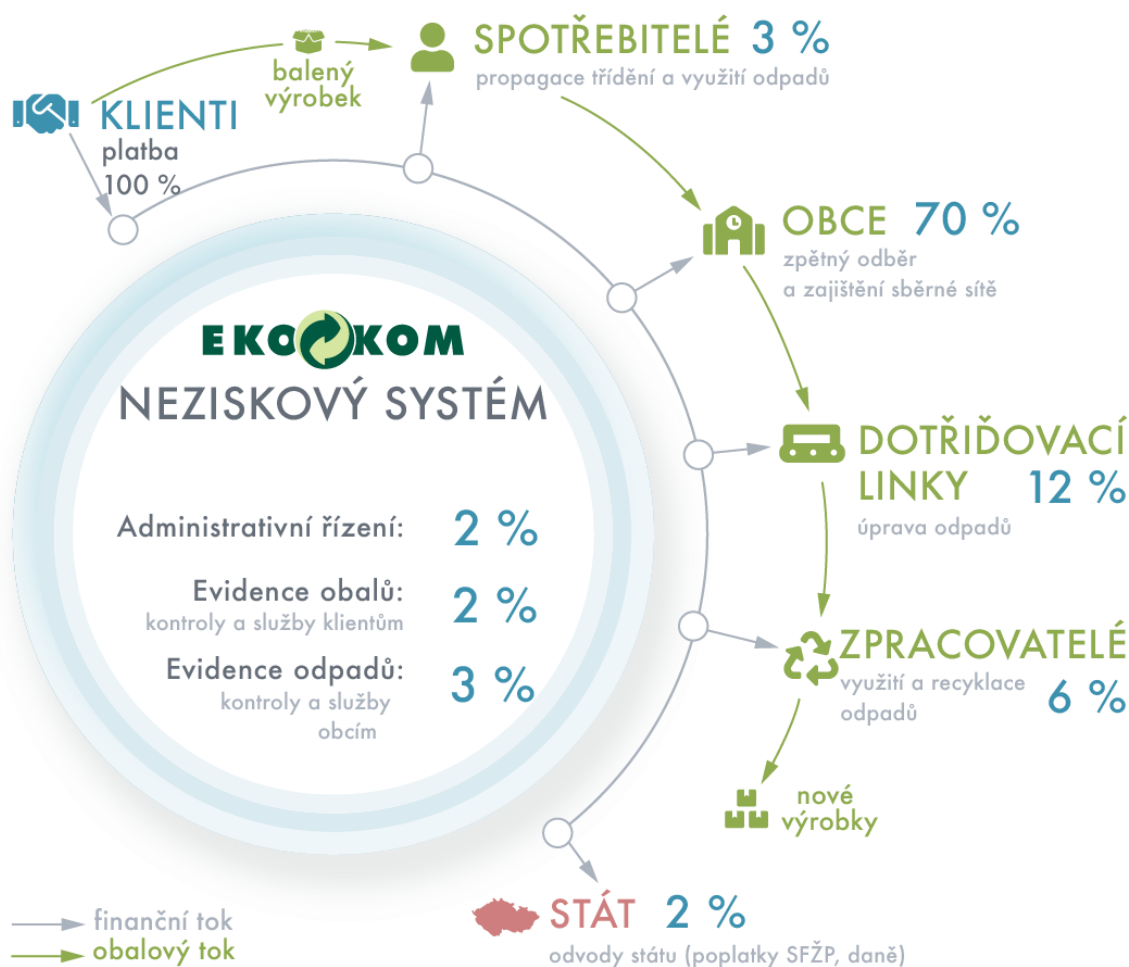 SPOTŘEBITELÉ 3 %
propagace třídění a využití odpadů
balený
výrobek
KLIENTI
platba
100 %
OBCE 70 %
zpětný odběr
a zajištění sběrné sítě
EKO KOM
NEZISKOVÝ SYSTÉM
DOTŘIĎOVACÍ
LINKY 12 %
úprava odpadů
Administrativní řízení: 2 %
Evidence obalů: 2 %
kontroly a služby klientům
Evidence odpadů: 3 %
kontroly a služby
obcím
ZPRACOVATELÉ
využití a recyklace
odpadů
6 %
nové
výrobky
STÁT 2 %
odvody státu (poplatky SFŽP, daně)
finanční tok
obalový tok